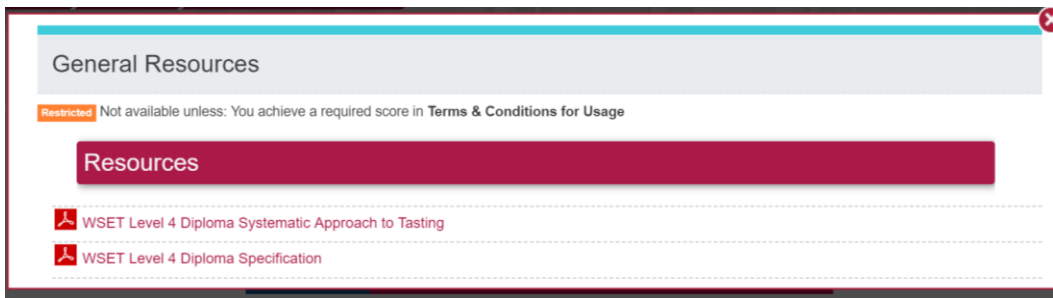 General Resources
Restricted Not available unless: You achieve a required score in Terms & Conditions for Usage
Resources
WSET Level 4 Diploma Systematic Approach to Tasting
WSET Level 4 Diploma Specification